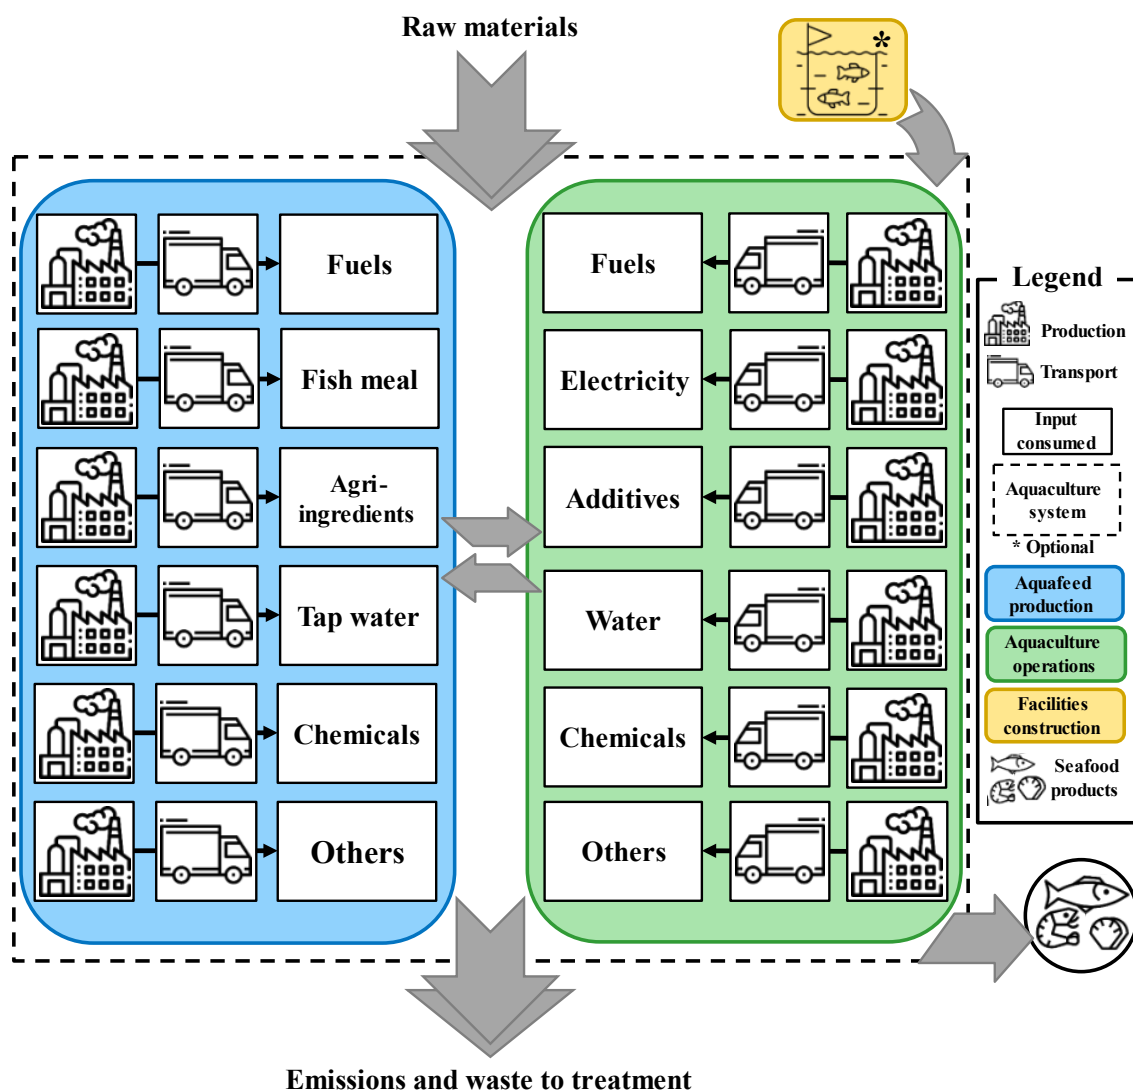 Raw materials
*
Fuels
Fish meal
Agri-
ingredients
Tap water
Chemicals
Others
Fuels
Electricity
Additives
Water
Chemicals
Others
Legend
Production
Transport
Input
consumed
Aquaculture
system
* Optional
Aquafeed
production
Aquaculture
operations
Facilities
construction
Seafood
products
Emissions and waste to treatment